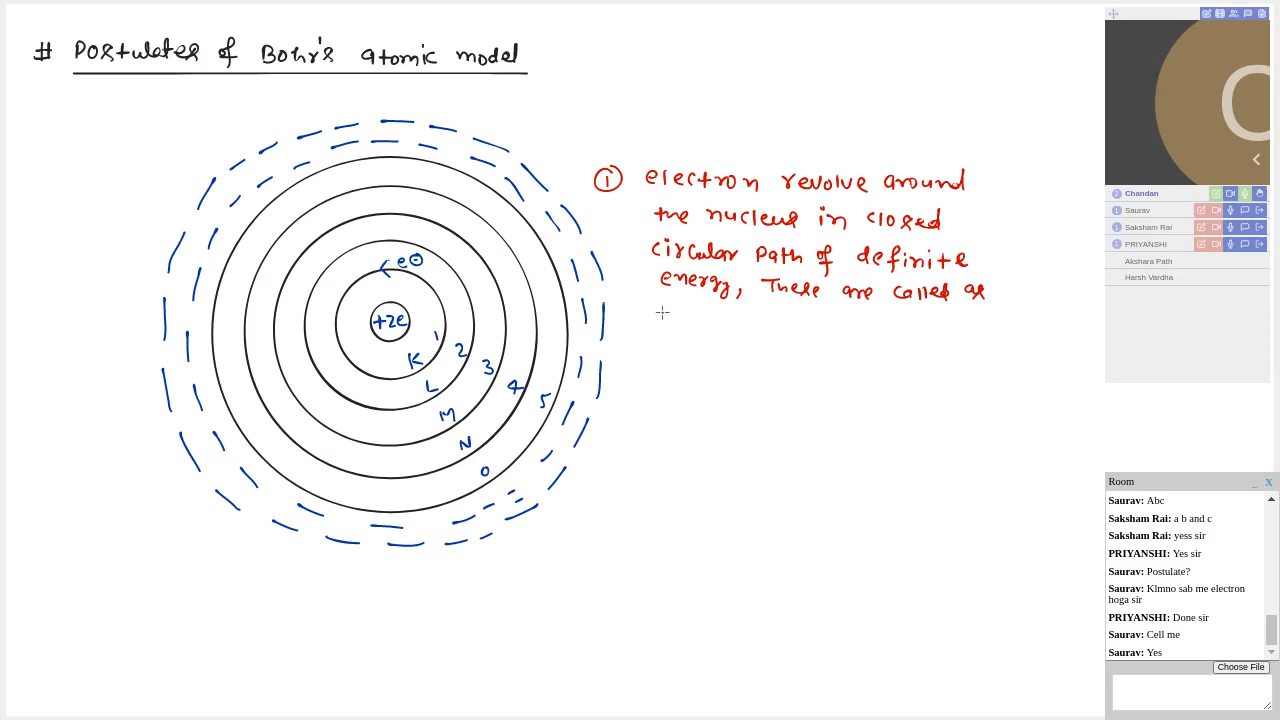 # Postulates of Bohr's atomic model
① electron revolve around
the nucleus in closed
circular path of definite
energy, These are called as
e⊖
+ze
K 1
L 2
M 3
N 4
O 5
C
Chandan
Saurav
Saksham Rai
PRIYANSHI
Akshara Path
Harsh Vardha
Room _ X
Saurav: Abc
Saksham Rai: a b and c
Saksham Rai: yess sir
PRIYANSHI: Yes sir
Saurav: Postulate?
Saurav: Klmno sab me electron
hoga sir
PRIYANSHI: Done sir
Saurav: Cell me
Saurav: Yes
Choose File